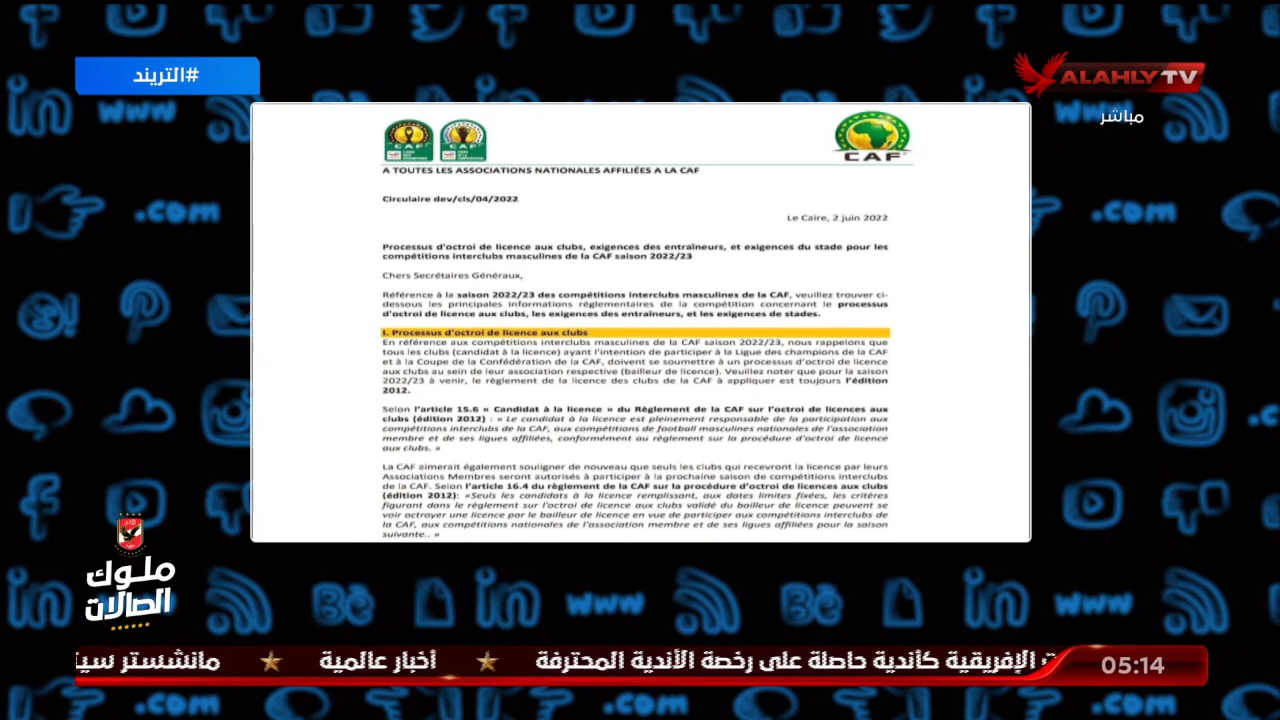 #التريند
ALAHLY TV
مباشر
CAF
CAF
CAF
A TOUTES LES ASSOCIATIONS NATIONALES AFFILIÉES A LA CAF
Circulaire dev/cls/04/2022
Le Caire, 2 juin 2022
Processus d'octroi de licence aux clubs, exigences des entraîneurs, et exigences du stade pour les
compétitions interclubs masculines de la CAF saison 2022/23
Chers Secrétaires Généraux,
Référence à la saison 2022/23 des compétitions interclubs masculines de la CAF, veuillez trouver ci-
dessous les principales informations réglementaires de la compétition concernant le processus
d'octroi de licence aux clubs, les exigences des entraîneurs, et les exigences de stades.
I. Processus d'octroi de licence aux clubs
En référence aux compétitions interclubs masculines de la CAF saison 2022/23, nous rappelons que
tous les clubs (candidat à la licence) ayant l'intention de participer à la Ligue des champions de la CAF
et à la Coupe de la Confédération de la CAF, doivent se soumettre à un processus d'octroi de licence
aux clubs au sein de leur association respective (bailleur de licence). Veuillez noter que pour la saison
2022/23 à venir, le règlement de la licence des clubs de la CAF à appliquer est toujours l'édition
2012.
Selon l'article 15.6 « Candidat à la licence » du Règlement de la CAF sur l'octroi de licences aux
clubs (édition 2012) : « Le candidat à la licence est pleinement responsable de la participation aux
compétitions interclubs de la CAF, aux compétitions de football masculines nationales de l'association
membre et de ses ligues affiliées, conformément au règlement sur la procédure d'octroi de licence
aux clubs. »
La CAF aimerait également souligner de nouveau que seuls les clubs qui recevront la licence par leurs
Associations Membres seront autorisés à participer à la prochaine saison de compétitions interclubs
de la CAF. Selon l'article 16.4 du règlement de la CAF sur la procédure d'octroi de licences aux clubs
(édition 2012): «Seuls les candidats à la licence remplissant, aux dates limites fixées, les critères
figurant dans le règlement sur l'octroi de licence aux clubs validé du bailleur de licence peuvent se
voir octroyer une licence par le bailleur de licence en vue de participer aux compétitions interclubs de
la CAF, aux compétitions nationales de l'association membre et de ses ligues affiliées pour la saison
suivante.. »
ملوك
الصالات
الإفريقية كأندية حاصلة على رخصة الأندية المحترفة ★ أخبار عالمية ★ مانشستر سيتـ
05:14